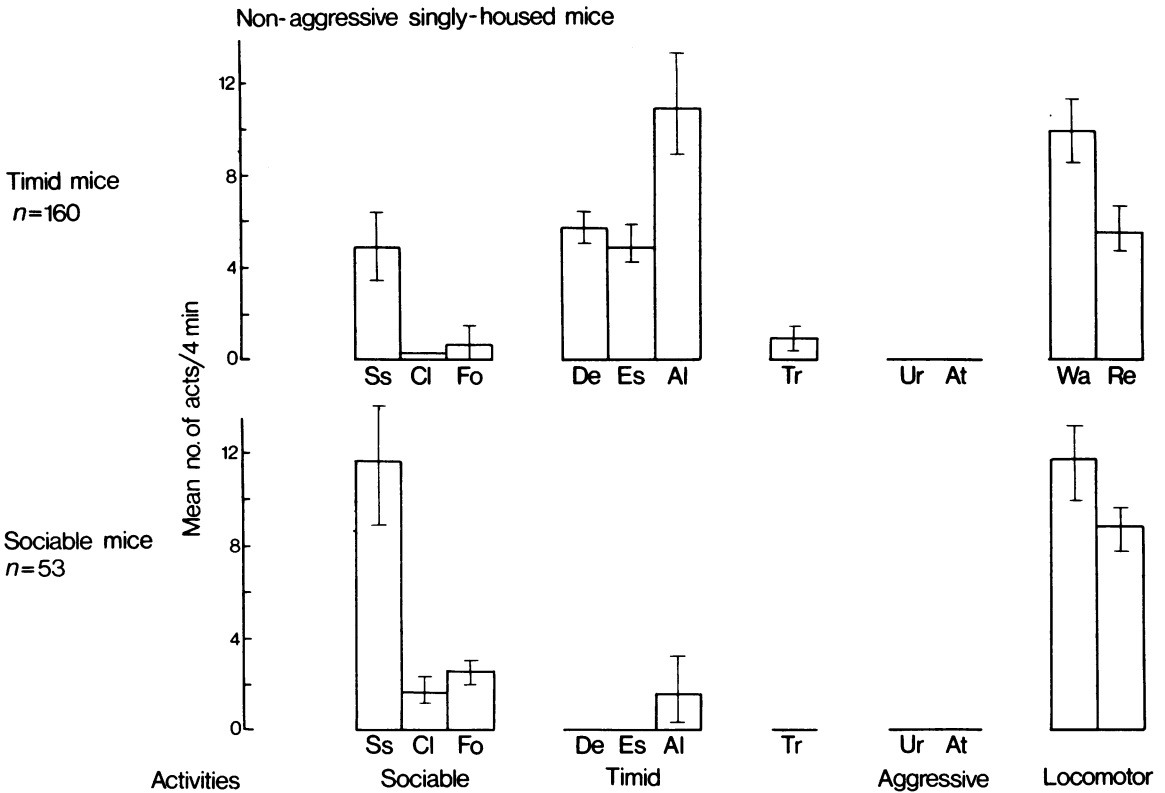 Non-aggressive singly-housed mice
12
8
4
0
Timid mice
n=160
Ss Cl Fo De Es Al Tr Ur At Wa Re
Mean no. of acts/4 min
12
8
4
0
Sociable mice
n=53
Ss Cl Fo De Es Al Tr Ur At
Activities Sociable Timid Aggressive Locomotor